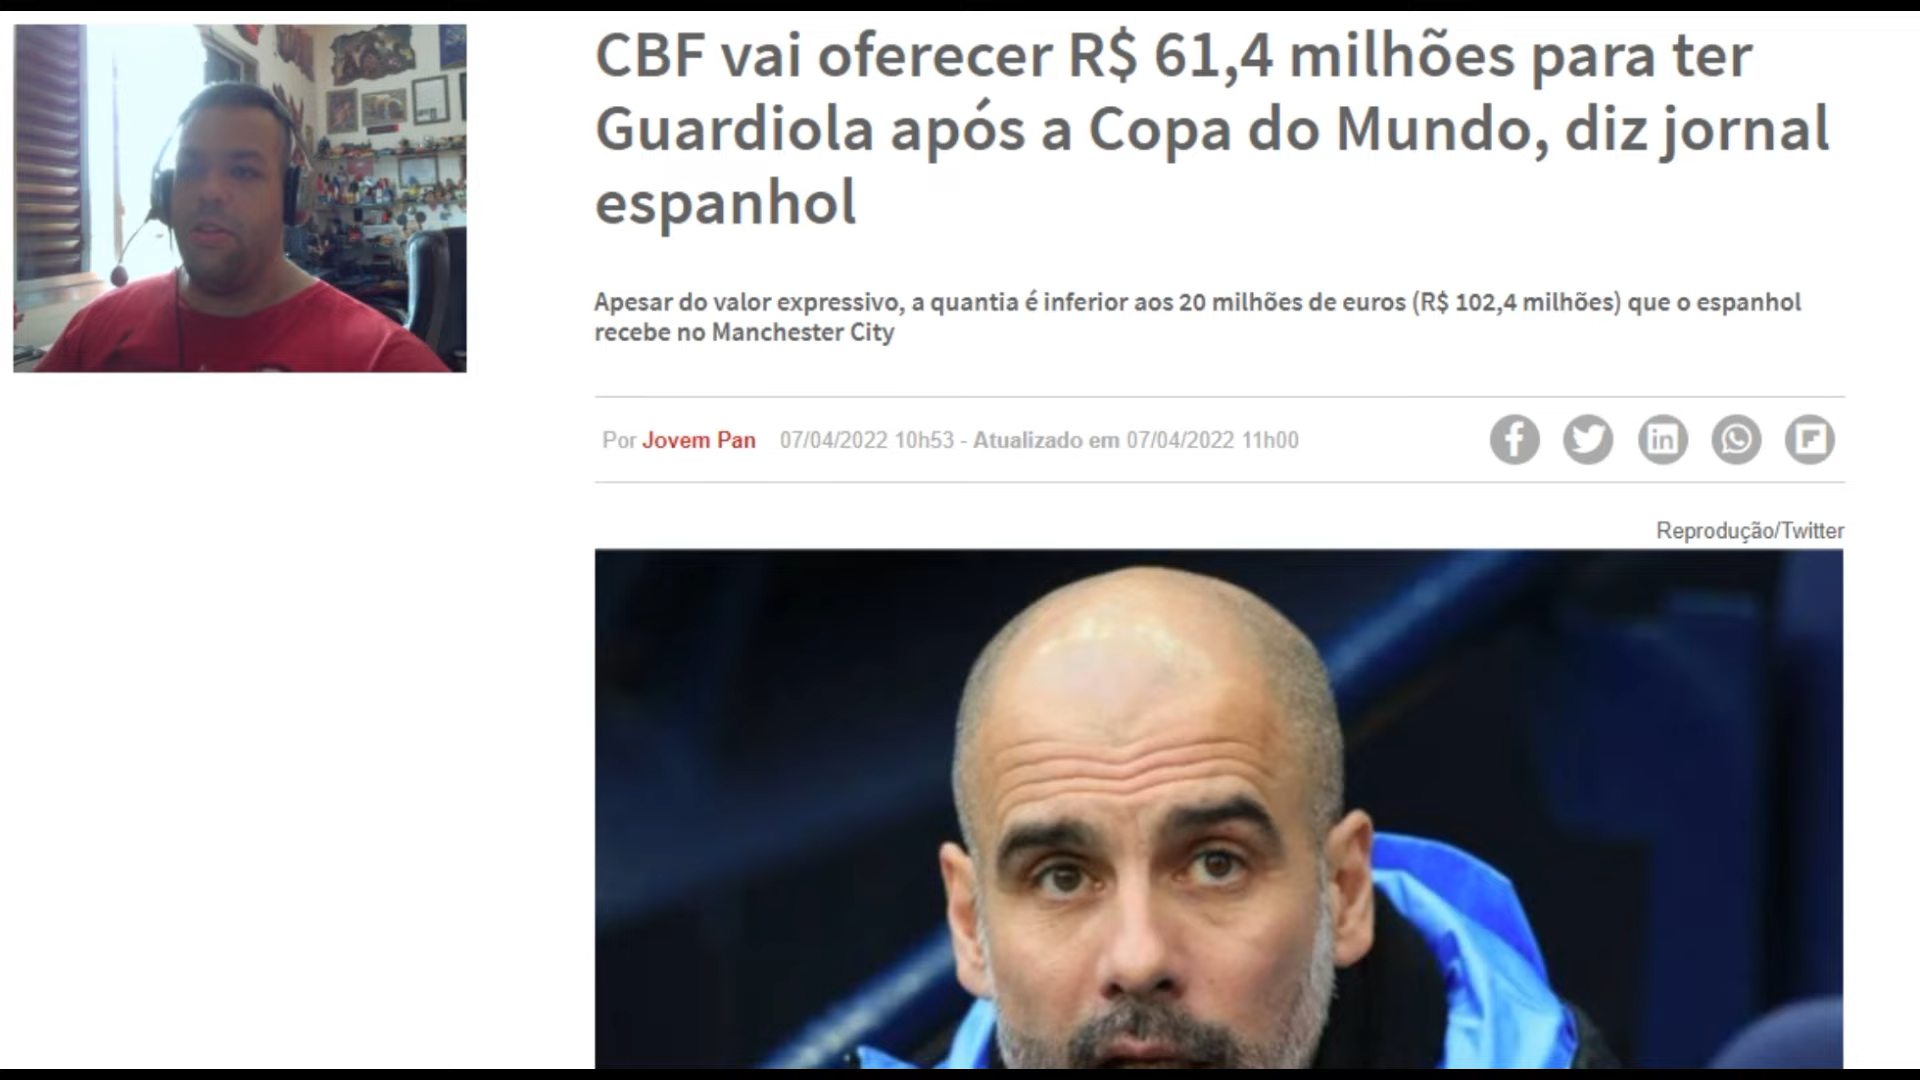 CBF vai oferecer R$ 61,4 milhões para ter
Guardiola após a Copa do Mundo, diz jornal
espanhol
Apesar do valor expressivo, a quantia é inferior aos 20 milhões de euros (R$ 102,4 milhões) que o espanhol
recebe no Manchester City
Por Jovem Pan 07/04/2022 10h53 - Atualizado em 07/04/2022 11h00
Reprodução/Twitter